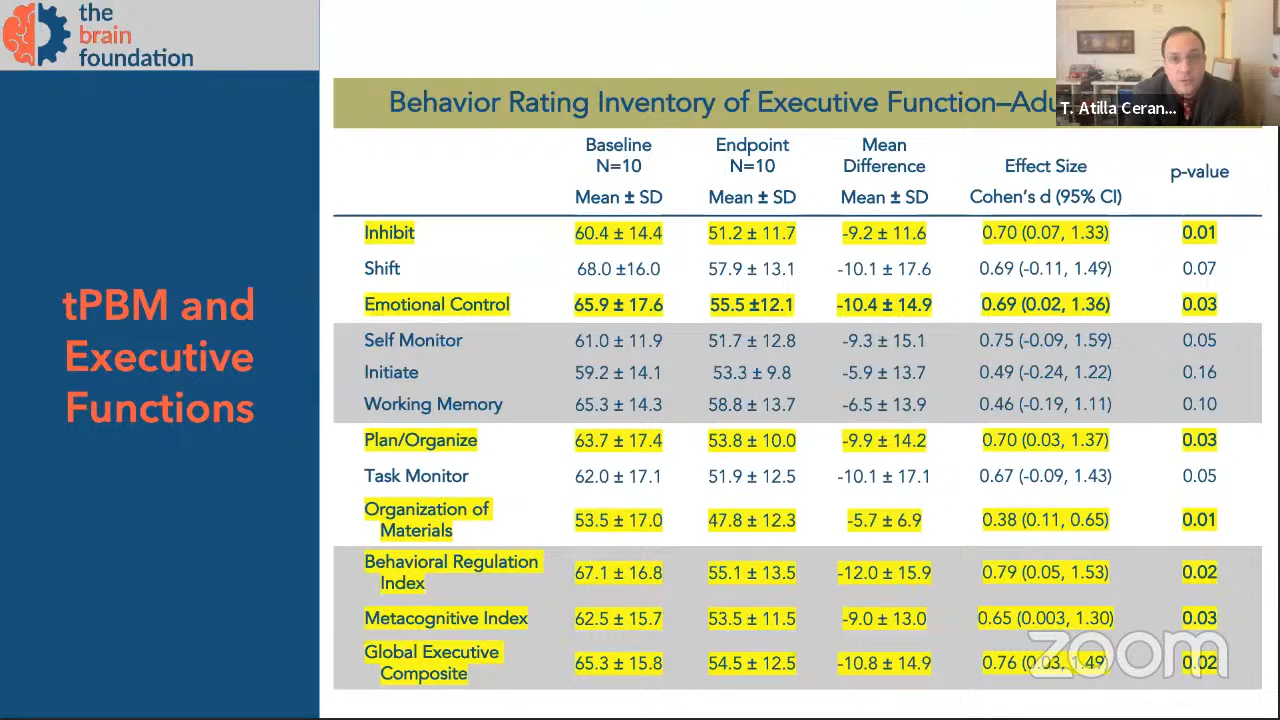 the
brain
foundation
T. Atilla Ceran...
tPBM and
Executive
Functions
Behavior Rating Inventory of Executive Function–Adu
Baseline Endpoint Mean
N=10 N=10 Difference Effect Size p-value
Mean ± SD Mean ± SD Mean ± SD Cohen's d (95% CI)
Inhibit 60.4 ± 14.4 51.2 ± 11.7 -9.2 ± 11.6 0.70 (0.07, 1.33) 0.01
Shift 68.0 ±16.0 57.9 ± 13.1 -10.1 ± 17.6 0.69 (-0.11, 1.49) 0.07
Emotional Control 65.9 ± 17.6 55.5 ±12.1 -10.4 ± 14.9 0.69 (0.02, 1.36) 0.03
Self Monitor 61.0 ± 11.9 51.7 ± 12.8 -9.3 ± 15.1 0.75 (-0.09, 1.59) 0.05
Initiate 59.2 ± 14.1 53.3 ± 9.8 -5.9 ± 13.7 0.49 (-0.24, 1.22) 0.16
Working Memory 65.3 ± 14.3 58.8 ± 13.7 -6.5 ± 13.9 0.46 (-0.19, 1.11) 0.10
Plan/Organize 63.7 ± 17.4 53.8 ± 10.0 -9.9 ± 14.2 0.70 (0.03, 1.37) 0.03
Task Monitor 62.0 ± 17.1 51.9 ± 12.5 -10.1 ± 17.1 0.67 (-0.09, 1.43) 0.05
Organization of
Materials 53.5 ± 17.0 47.8 ± 12.3 -5.7 ± 6.9 0.38 (0.11, 0.65) 0.01
Behavioral Regulation
Index 67.1 ± 16.8 55.1 ± 13.5 -12.0 ± 15.9 0.79 (0.05, 1.53) 0.02
Metacognitive Index 62.5 ± 15.7 53.5 ± 11.5 -9.0 ± 13.0 0.65 (0.003, 1.30) 0.03
Global Executive
Composite 65.3 ± 15.8 54.5 ± 12.5 -10.8 ± 14.9 0.76 (0.03, 1.49) 0.02
zoom